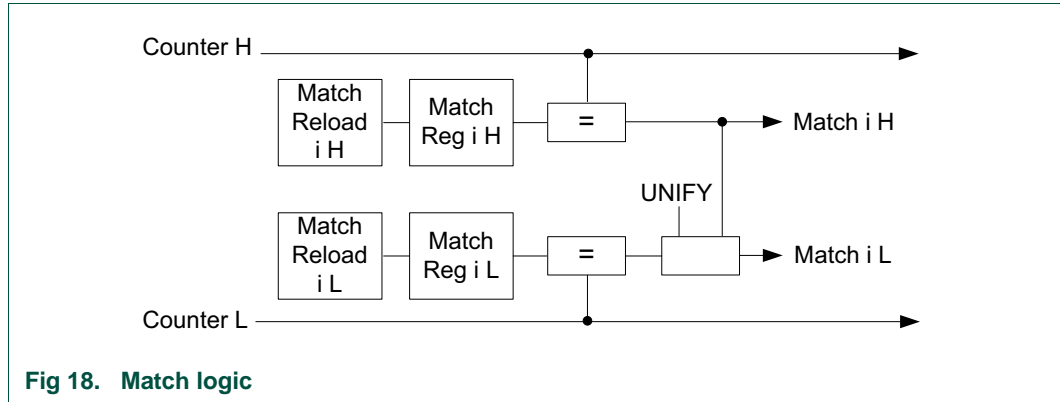 Counter H
Match
Reload
i H
Match
Reg i H
=
Match i H
UNIFY
Match
Reload
i L
Match
Reg i L
=
Match i L
Counter L
Fig 18. Match logic